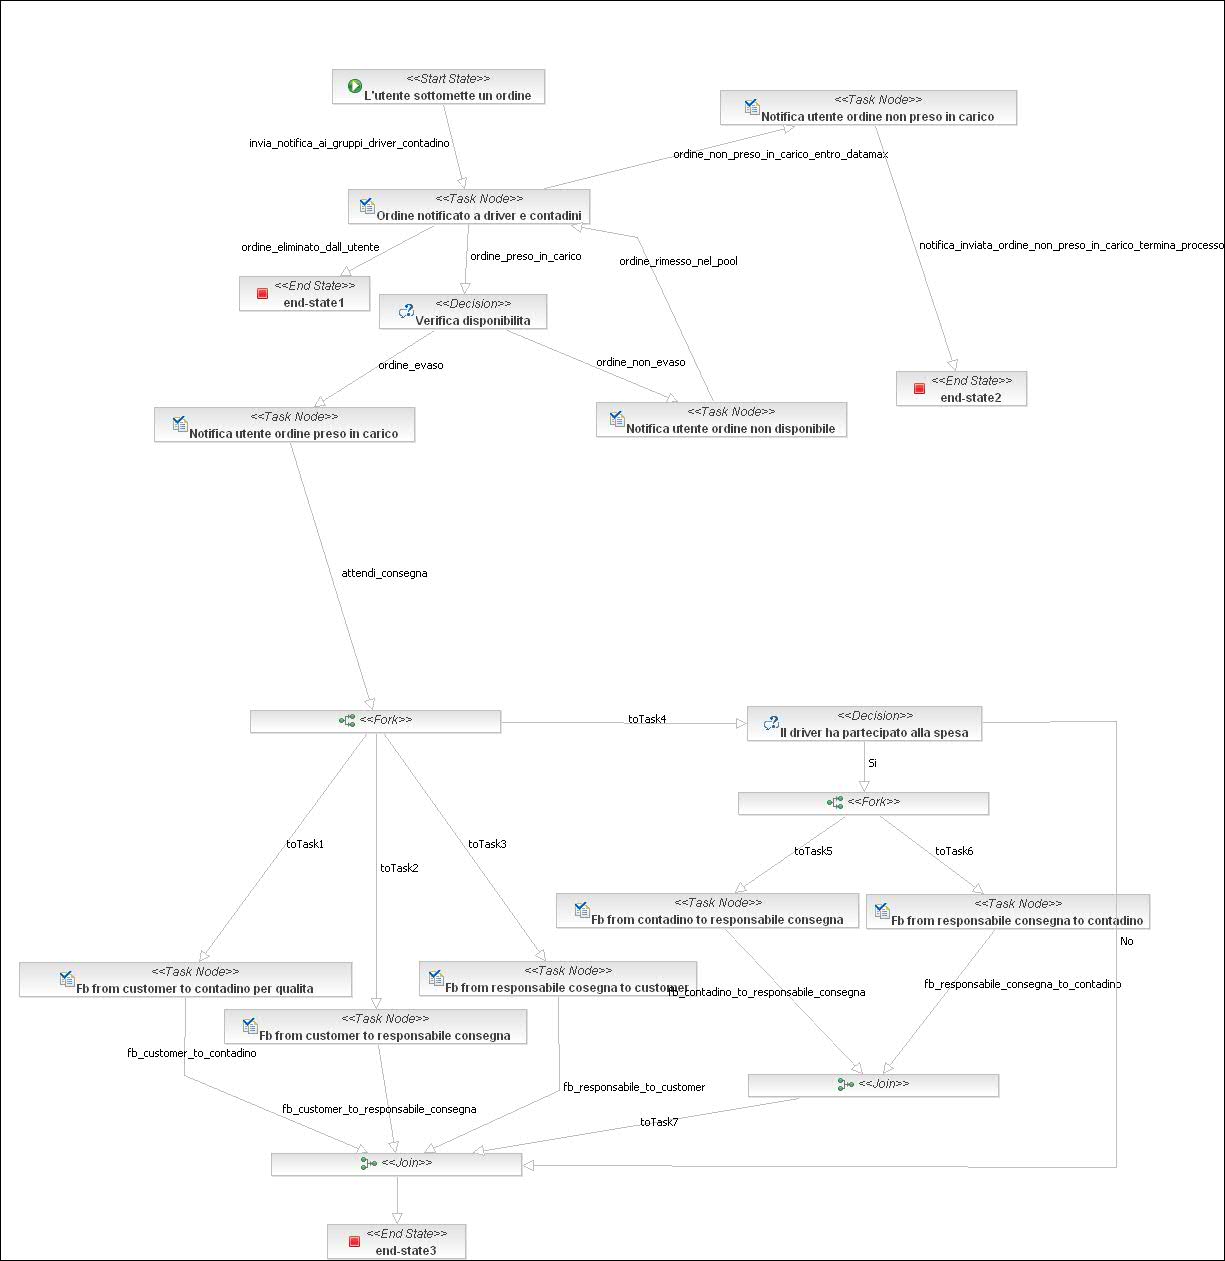 <<Start State>>
L'utente sottomette un ordine
<<Task Node>>
Notifica utente ordine non preso in carico
invia_notifica_ai_gruppi_driver_contadino
ordine_non_preso_in_carico_entro_datamax
<<Task Node>>
Ordine notificato a driver e contadini
ordine_eliminato_dall_utente
ordine_preso_in_carico
ordine_rimesso_nel_pool
notifica_inviata_ordine_non_preso_in_carico_termina_processo
<<End State>>
end-state1
<<Decision>>
Verifica disponibilita
ordine_evaso
ordine_non_evaso
<<End State>>
end-state2
<<Task Node>>
Notifica utente ordine preso in carico
<<Task Node>>
Notifica utente ordine non disponibile
attendi_consegna
<<Fork>>
toTask4
<<Decision>>
Il driver ha partecipato alla spesa
Si
<<Fork>>
toTask1
toTask2
toTask3
toTask5
toTask6
<<Task Node>>
Fb from contadino to responsabile consegna
<<Task Node>>
Fb from responsabile consegna to contadino
No
<<Task Node>>
Fb from customer to contadino per qualita
<<Task Node>>
Fb from responsabile cosegna to customer
fb_contadino_to_responsabile_consegna
fb_responsabile_consegna_to_contadino
<<Task Node>>
Fb from customer to responsabile consegna
fb_customer_to_contadino
fb_responsabile_to_customer
<<Join>>
fb_customer_to_responsabile_consegna
toTask7
<<Join>>
<<End State>>
end-state3